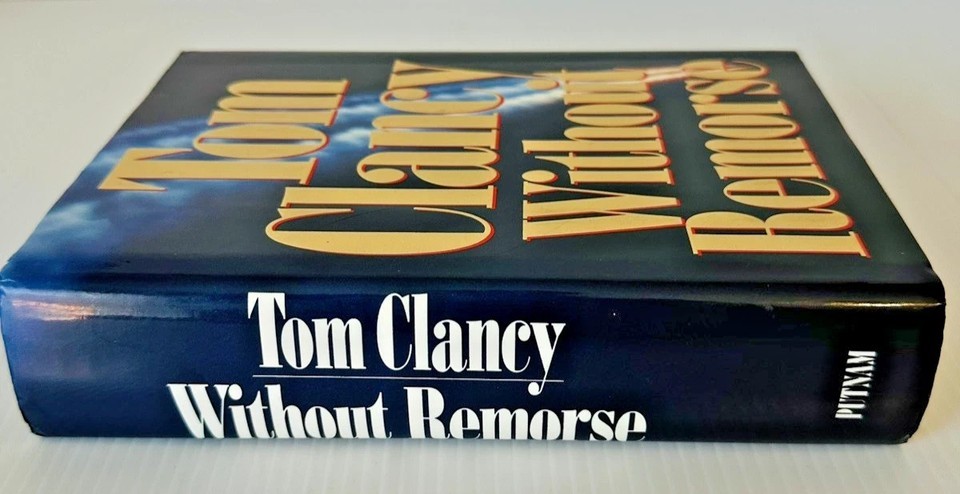 Tom
Clancy
Without
Remorse
Tom Clancy
Without Remorse
PUTNAM